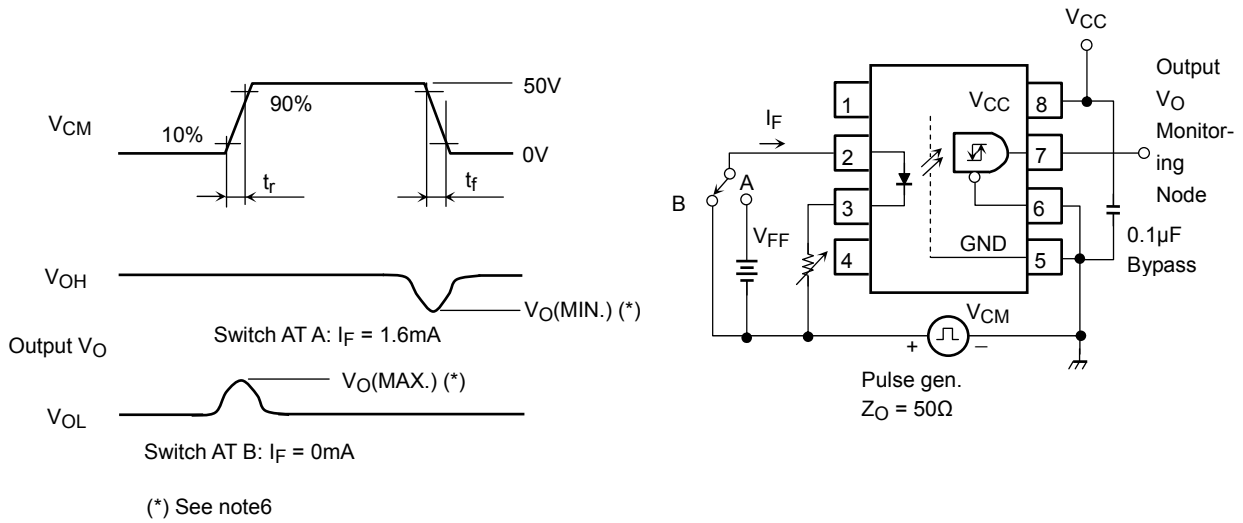 50V
90%
VCM
10%
0V
tr
tf
VOH
VO(MIN.) (*)
Switch AT A: IF = 1.6mA
Output VO
VO(MAX.) (*)
VOL
Switch AT B: IF = 0mA
(*) See note6
VCC
Output
VO
Monitor-
ing
Node
1
VCC
8
IF
2
7
A
B
3
6
VFF
4
GND
5
0.1μF
Bypass
VCM
+
–
Pulse gen.
ZO = 50Ω